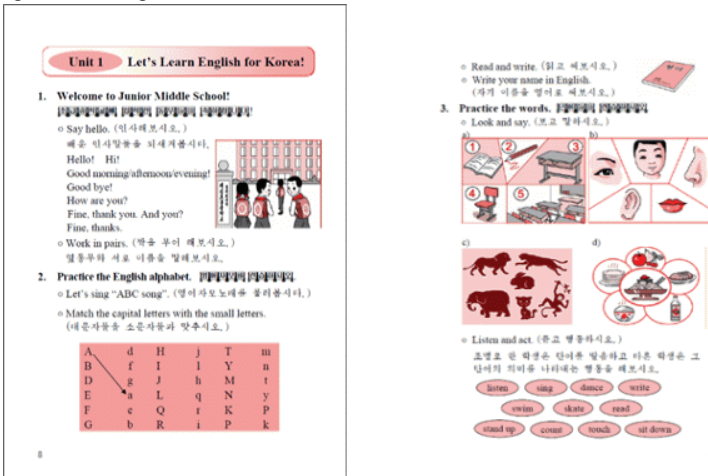 Unit 1 Let's Learn English for Korea!
1. Welcome to Junior Middle School!
Say hello. (인사해보시오.)
배운 인사말들을 되새겨봅시다.
Hello! Hi!
Good morning/afternoon/evening!
Good bye!
How are you?
Fine, thank you. And you?
Fine, thanks.
Work in pairs. (짝을 무어 해보시오.)
옆동무와 서로 이름을 말해보시오.
2. Practice the English alphabet.
Let's sing "ABC song". (영어자모노래를 불러봅시다.)
Match the capital letters with the small letters.
(대문자들을 소문자들과 맞추시오.)
A d H j T m
B f I l Y n
D g J h M t
E a L q N y
F e Q r K P
G b R i P k
8
Read and write. (읽고 써보시오.)
Write your name in English.
(자기 이름을 영어로 써보시오.)
영어
3. Practice the words.
Look and say. (보고 말하시오.)
a) b)
1 2 3
4 5
c) d)
Listen and act. (듣고 행동하시오.)
조별로 한 학생은 단어를 발음하고 다른 학생은 그
단어의 의미를 나타내는 행동을 해보시오.
listen sing dance write
swim skate read
stand up count touch sit down